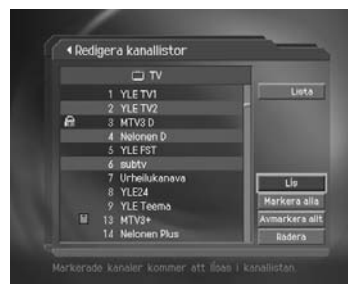 Redigera kanallistor
TV
1 YLE TV1
2 YLE TV2
3 MTV3 D
4 Nelonen D
5 YLE FST
6 subtv
7 Urheilukanava
8 YLE24
9 YLE Teema
13 MTV3+
14 Nelonen Plus
Lista
Lås
Markera alla
Avmarkera allt
Radera
Markerade kanaler kommer att låsas i kanallistan.